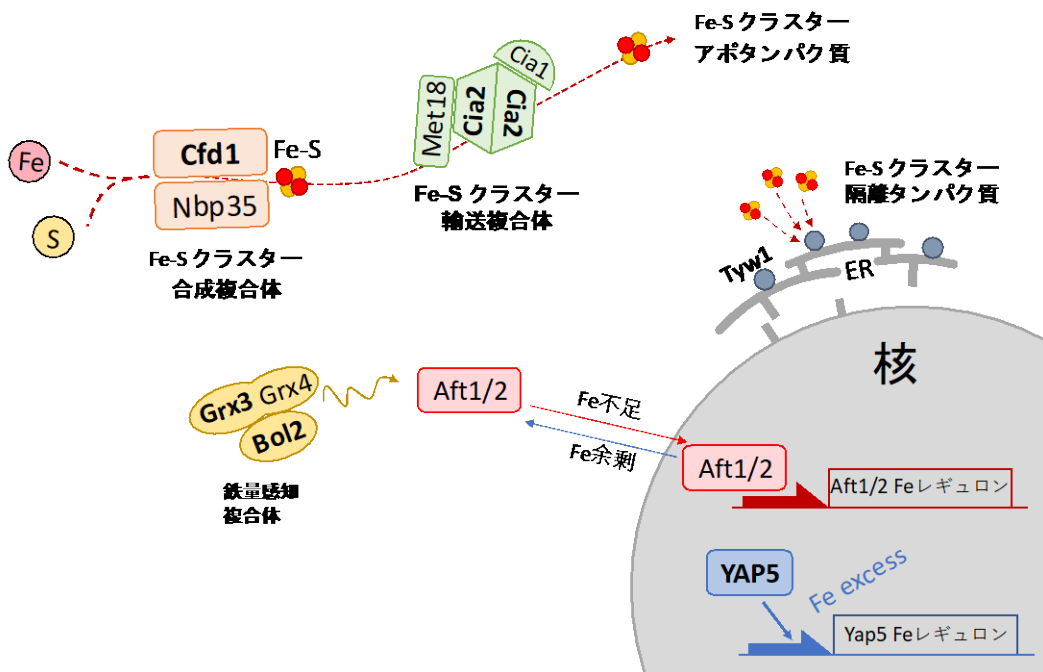 Fe-S クラスター
アポタンパク質
Cia1
Met18
Cia2
Cia2
Fe
S
Cfd1
Nbp35
Fe-S
Fe-S クラスター
合成複合体
Fe-S クラスター
輸送複合体
Fe-S クラスター
隔離タンパク質
Tyw1
ER
核
Grx3 Grx4
Bol2
鉄量感知
複合体
Aft1/2
Fe不足
Fe余剰
Aft1/2
Aft1/2 Feレギュロン
YAP5
Fe excess
Yap5 Feレギュロン